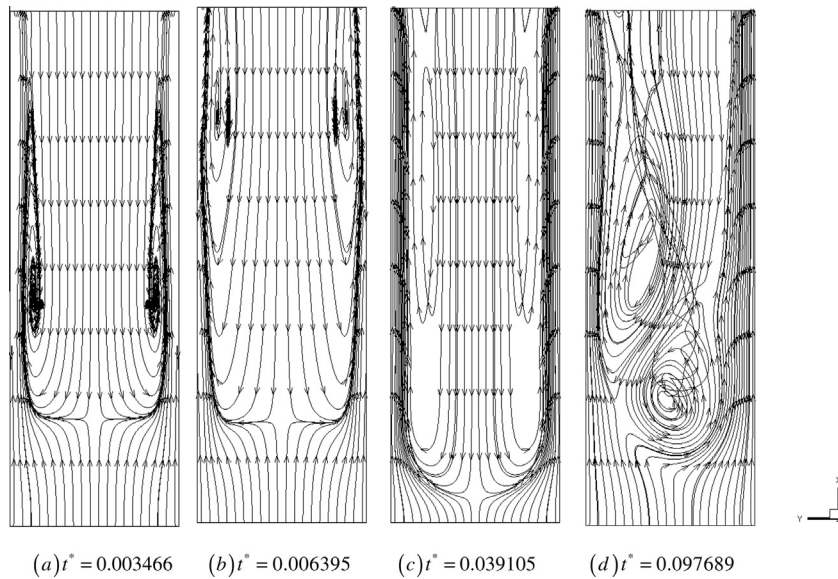 (a) t* = 0.003466 (b) t* = 0.006395 (c) t* = 0.039105 (d) t* = 0.097689
Y